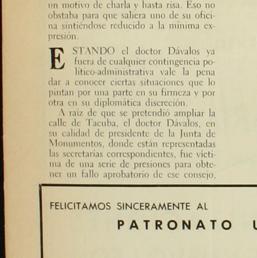 un motivo de charla y hasta risa. Eso no
obstaba para que saliera uno de su ofici-
na sintiéndose reducido a la mínima ex-
presión.
ESTANDO el doctor Dávalos ya
fuera de cualquier contingencia po-
lítico-administrativa vale la pena
dar a conocer ciertas situaciones que lo
pintan por una parte en su firmeza y por
otra en su diplomática discreción.
A raíz de que se pretendió ampliar la
calle de Tacuba, el doctor Dávalos, en
su calidad de presidente de la Junta de
Monumentos, donde están representadas
las secretarías correspondientes, fue vícti-
ma de una serie de presiones para obte-
ner un fallo aprobatorio de ese consejo,
FELICITAMOS SINCERAMENTE AL
PATRONATO U